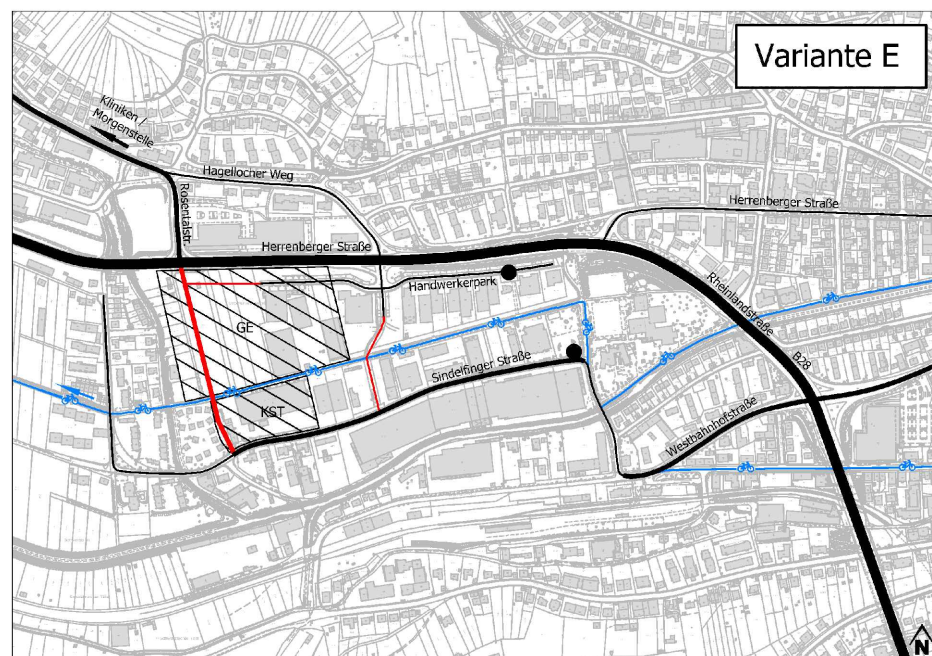 Variante E
Kliniken /
Morgenstelle
Hagellocher Weg
Rosentalstr.
Herrenberger Straße
Herrenberger Straße
Handwerkerpark
Rheinlandstraße
B28
GE
Sindelfinger Straße
KST
Westbahnhofstraße
N